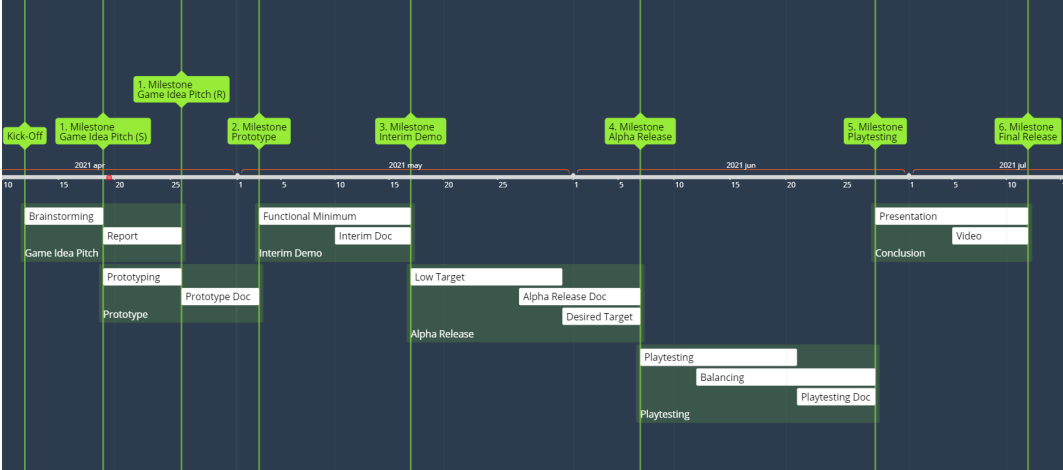 1. Milestone
Game Idea Pitch (R)
Kick-Off
1. Milestone
Game Idea Pitch (S)
2. Milestone
Prototype
3. Milestone
Interim Demo
4. Milestone
Alpha Release
5. Milestone
Playtesting
6. Milestone
Final Release
2021 apr 2021 may 2021 jun 2021 jul
10 15 20 25 1 5 10 15 20 25 1 5 10 15 20 25 1 5 10
Brainstorming Functional Minimum Presentation
Report Interim Doc Video
Game Idea Pitch Interim Demo Conclusion
Prototyping Low Target
Prototype Doc Alpha Release Doc
Prototype Desired Target
Alpha Release
Playtesting
Balancing
Playtesting Doc
Playtesting